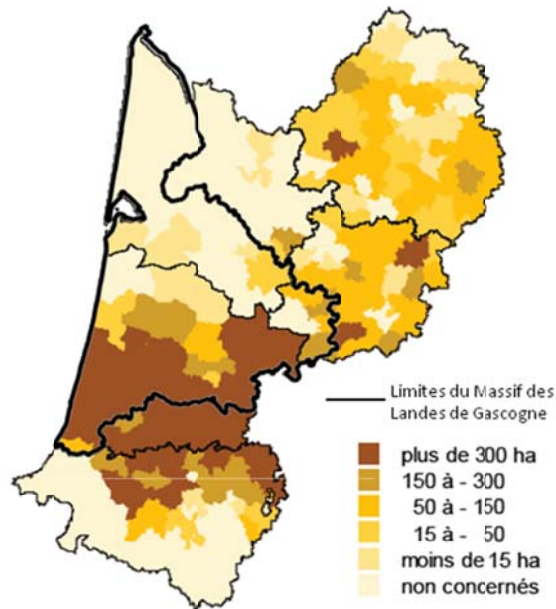 Limites du Massif des
Landes de Gascogne
plus de 300 ha
150 à - 300
50 à - 150
15 à - 50
moins de 15 ha
non concernés